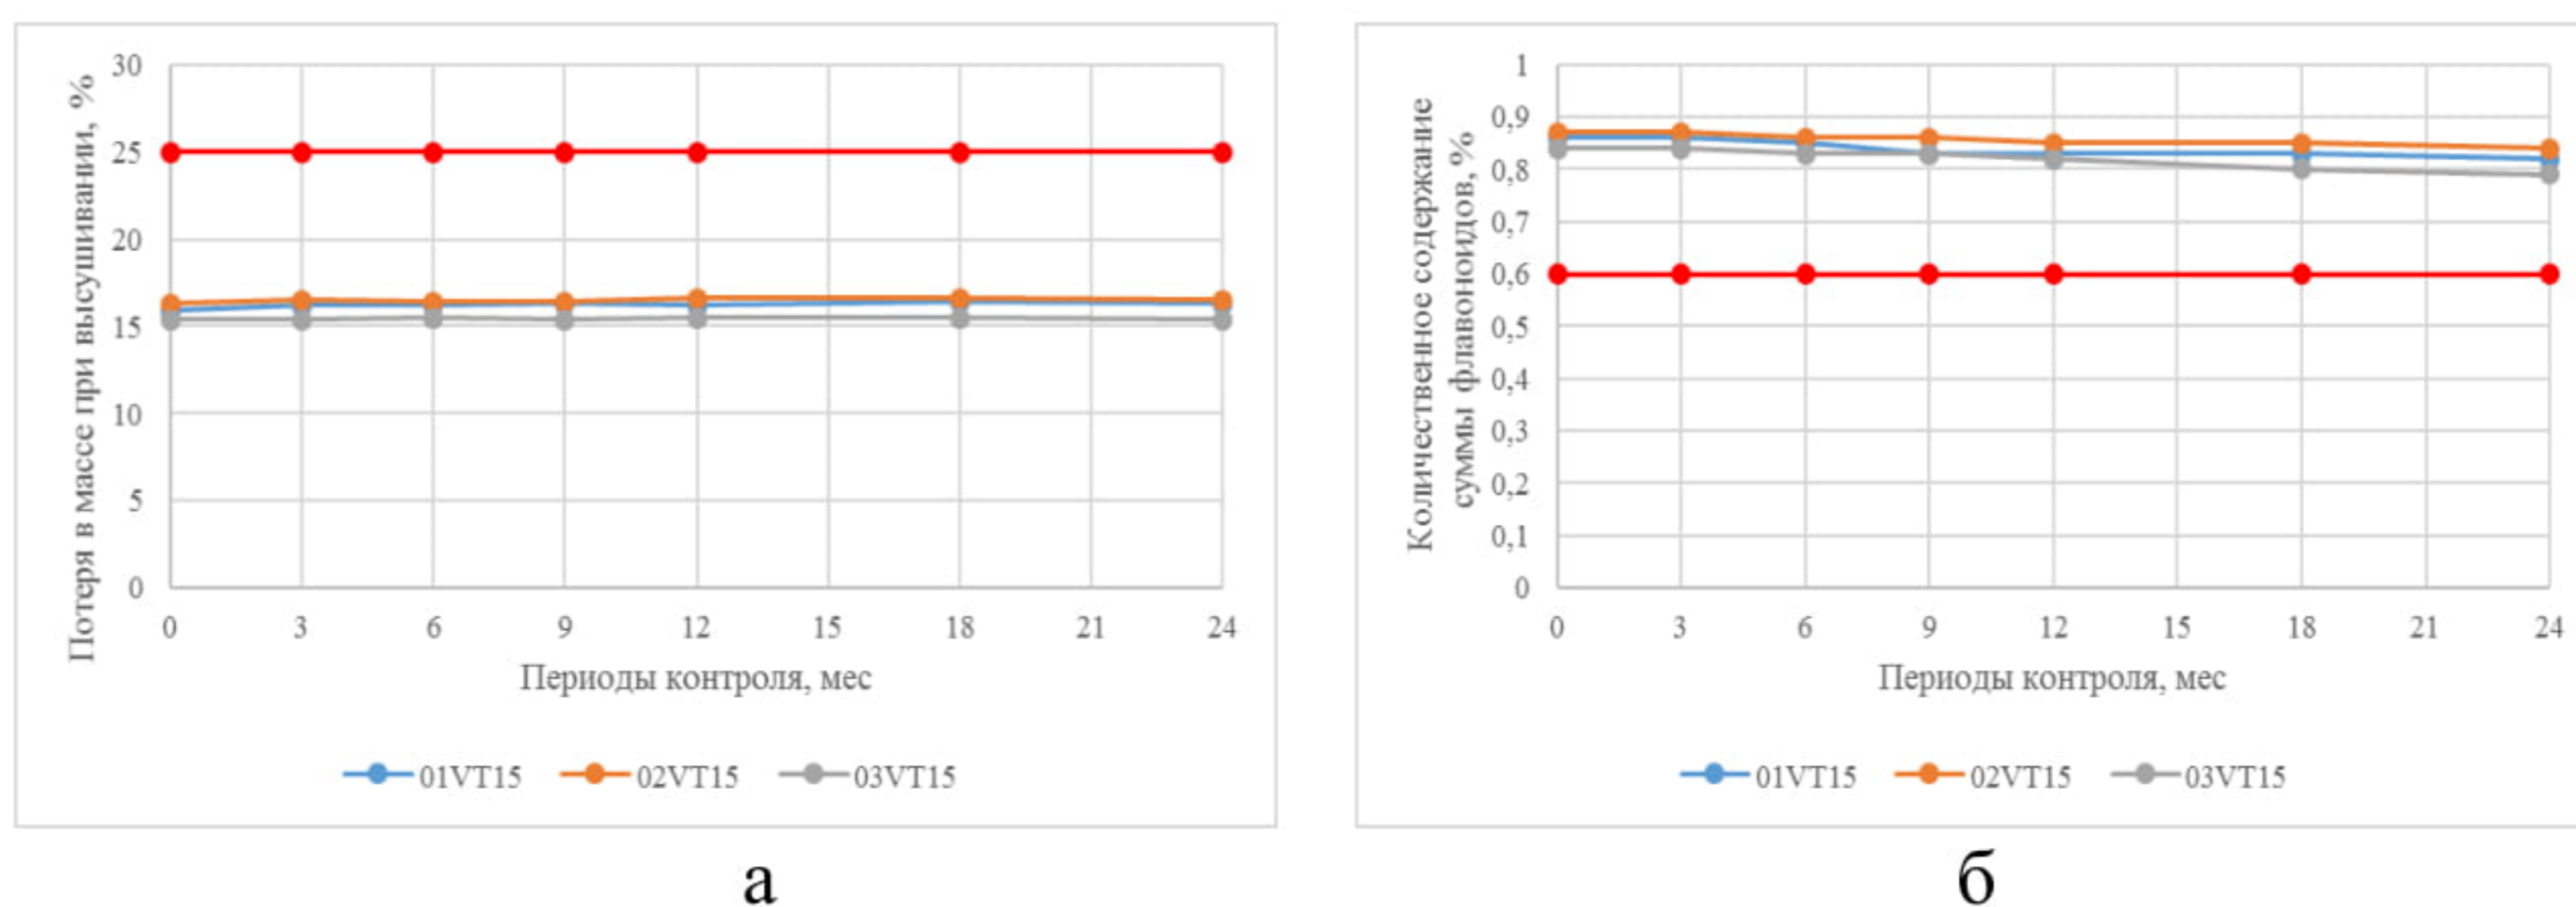 Потеря в массе при высушивании, %
30
25
20
15
10
5
0
0 3 6 9 12 15 18 21 24
Периоды контроля, мес
01VT15 02VT15 03VT15
а
Количественное содержание
суммы флавоноидов, %
1
0,9
0,8
0,7
0,6
0,5
0,4
0,3
0,2
0,1
0
0 3 6 9 12 15 18 21 24
Периоды контроля, мес
01VT15 02VT15 03VT15
б